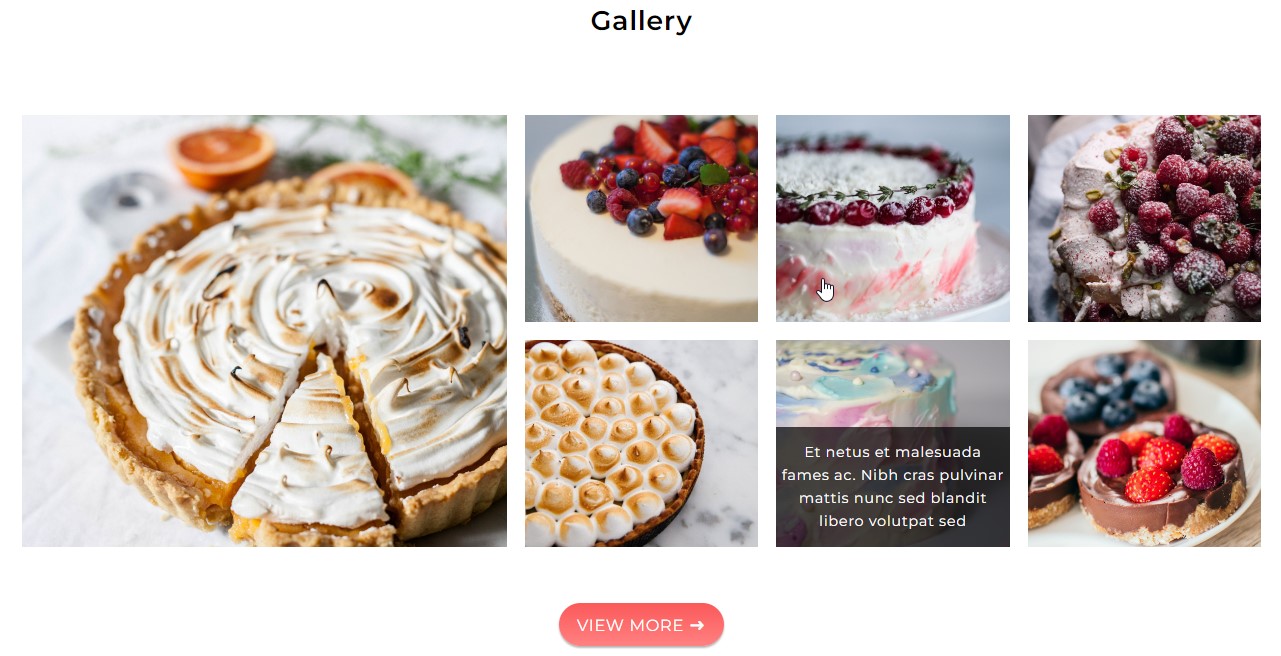 Gallery
Et netus et malesuada
fames ac. Nibh cras pulvinar
mattis nunc sed blandit
libero volutpat sed
VIEW MORE ➔